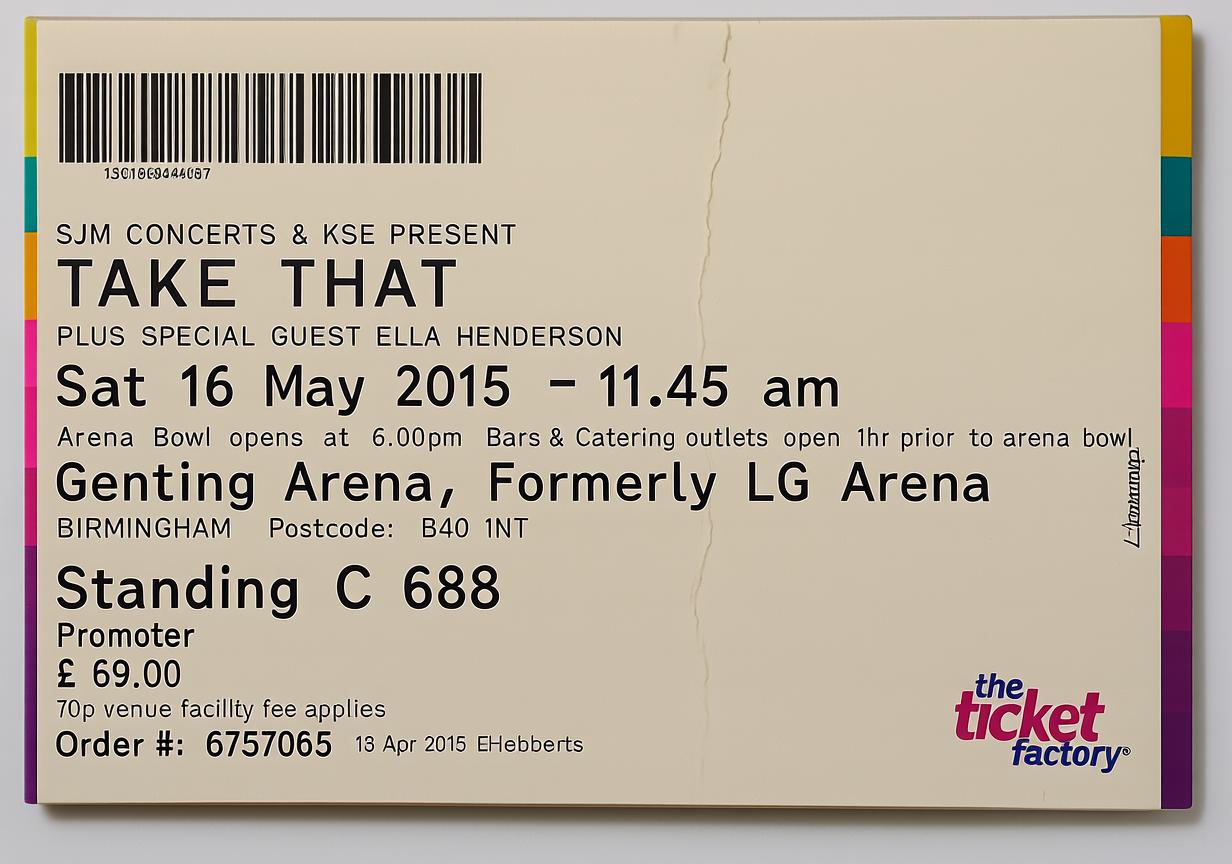 SJM CONCERTS & KSE PRESENT
TAKE THAT
PLUS SPECIAL GUEST ELLA HENDERSON
Sat 16 May 2015 – 11.45 am
Arena Bowl opens at 6.00pm Bars & Catering outlets open 1hr prior to arena bowl
Genting Arena, Formerly LG Arena
BIRMINGHAM Postcode: B40 1NT
Standing C 688
Promoter
£ 69.00
70p venue facility fee applies
Order #: 6757065 13 Apr 2015 EHebberts
the
ticket
factory®